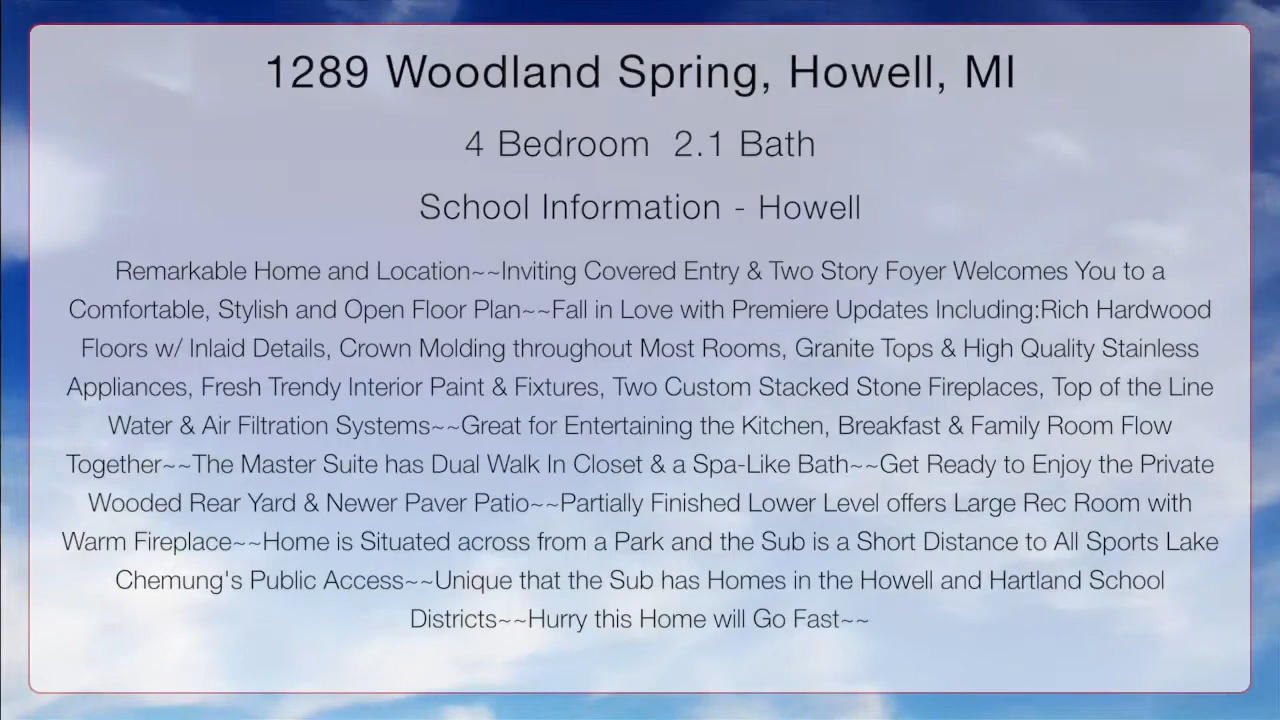 1289 Woodland Spring, Howell, MI
4 Bedroom 2.1 Bath
School Information - Howell
Remarkable Home and Location~~Inviting Covered Entry & Two Story Foyer Welcomes You to a
Comfortable, Stylish and Open Floor Plan~~Fall in Love with Premiere Updates Including:Rich Hardwood
Floors w/ Inlaid Details, Crown Molding throughout Most Rooms, Granite Tops & High Quality Stainless
Appliances, Fresh Trendy Interior Paint & Fixtures, Two Custom Stacked Stone Fireplaces, Top of the Line
Water & Air Filtration Systems~~Great for Entertaining the Kitchen, Breakfast & Family Room Flow
Together~~The Master Suite has Dual Walk In Closet & a Spa-Like Bath~~Get Ready to Enjoy the Private
Wooded Rear Yard & Newer Paver Patio~~Partially Finished Lower Level offers Large Rec Room with
Warm Fireplace~~Home is Situated across from a Park and the Sub is a Short Distance to All Sports Lake
Chemung's Public Access~~Unique that the Sub has Homes in the Howell and Hartland School
Districts~~Hurry this Home will Go Fast~~